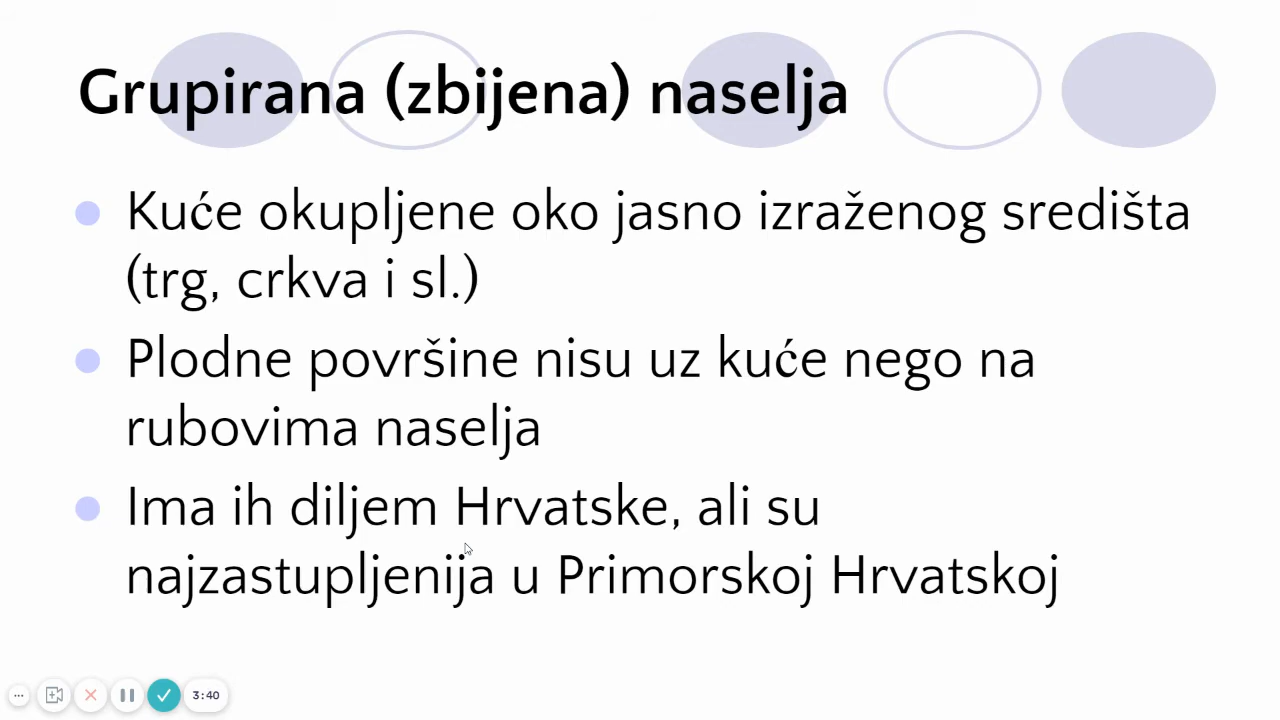 Grupirana (zbijena) naselja
Kuće okupljene oko jasno izraženog središta
(trg, crkva i sl.)
Plodne površine nisu uz kuće nego na
rubovima naselja
Ima ih diljem Hrvatske, ali su
najzastupljenija u Primorskoj Hrvatskoj
3:40